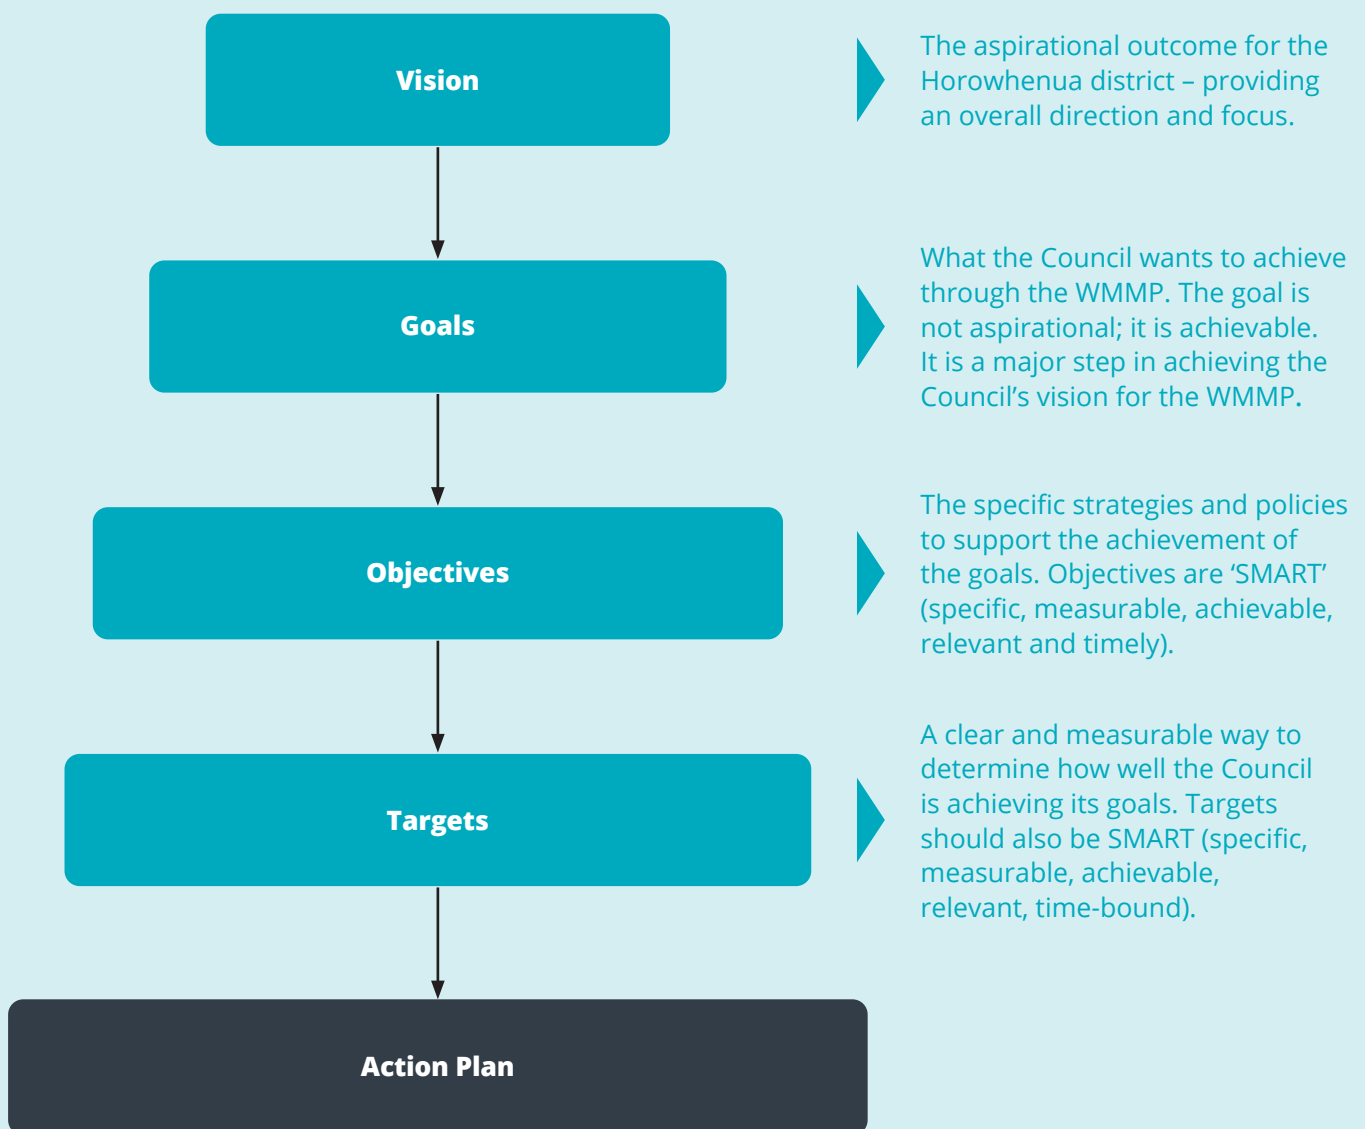 Vision
The aspirational outcome for the
Horowhenua district – providing
an overall direction and focus.
Goals
What the Council wants to achieve
through the WMMP. The goal is
not aspirational; it is achievable.
It is a major step in achieving the
Council’s vision for the WMMP.
Objectives
The specific strategies and policies
to support the achievement of
the goals. Objectives are ‘SMART’
(specific, measurable, achievable,
relevant and timely).
Targets
A clear and measurable way to
determine how well the Council
is achieving its goals. Targets
should also be SMART (specific,
measurable, achievable,
relevant, time-bound).
Action Plan